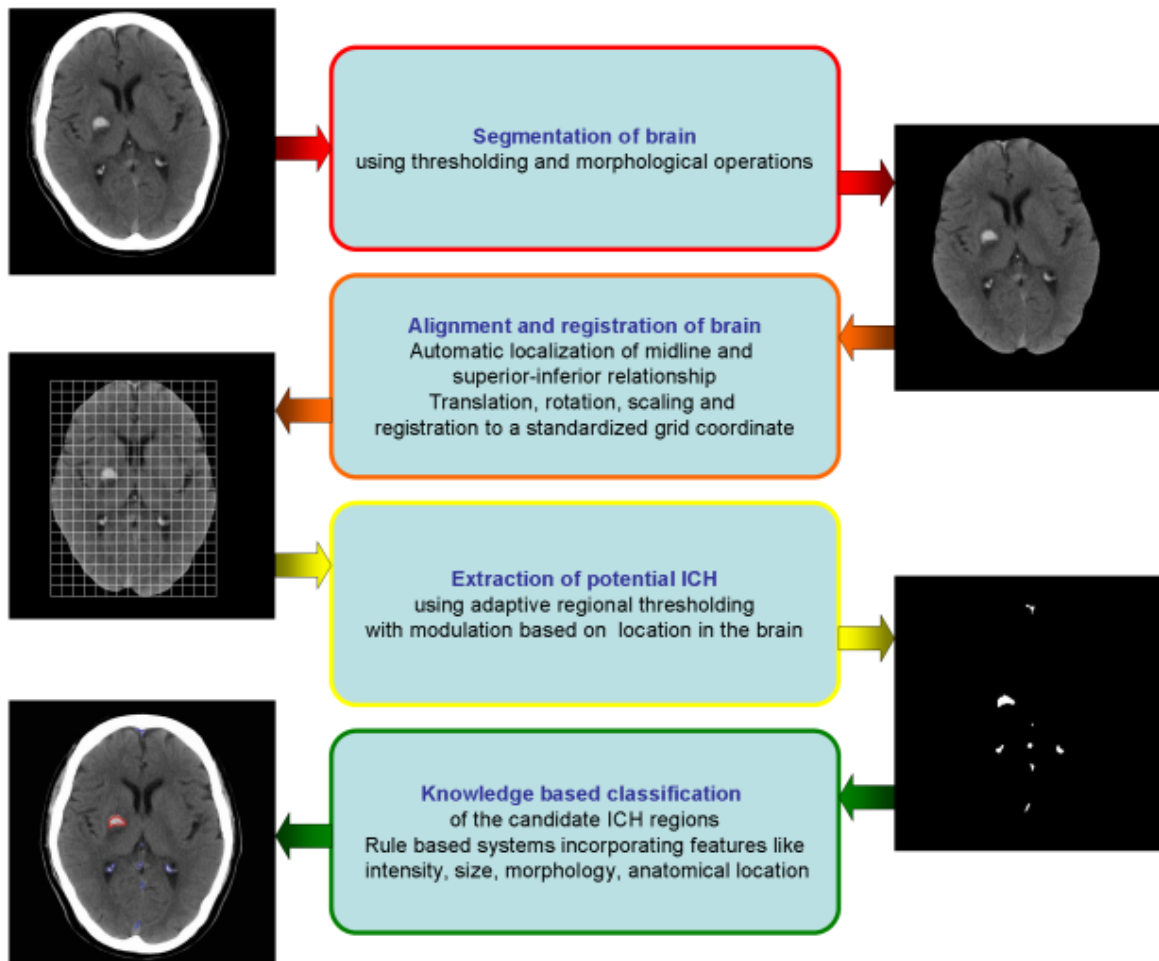 Segmentation of brain
using thresholding and morphological operations
Alignment and registration of brain
Automatic localization of midline and
superior-inferior relationship
Translation, rotation, scaling and
registration to a standardized grid coordinate
Extraction of potential ICH
using adaptive regional thresholding
with modulation based on location in the brain
Knowledge based classification
of the candidate ICH regions
Rule based systems incorporating features like
intensity, size, morphology, anatomical location